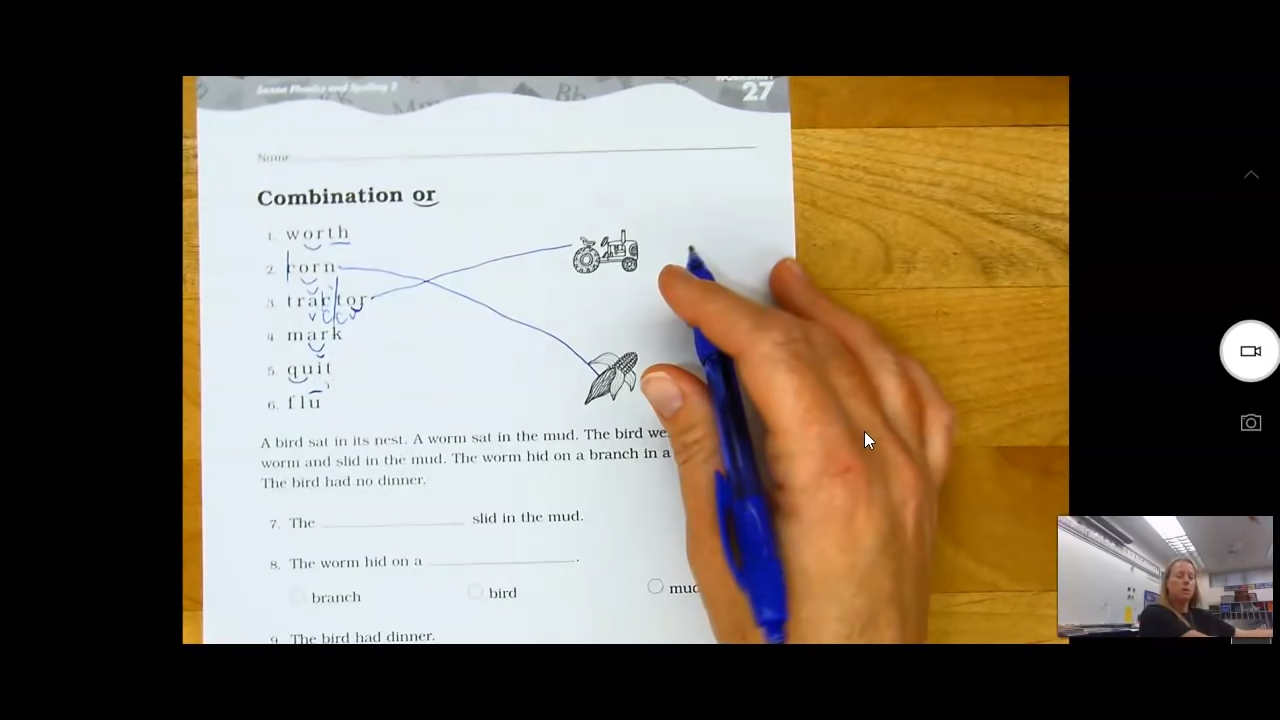 Saxon Phonics and Spelling 2
27
Name
Combination or
1. worth
2. corn
3. tractor
4. mark
5. quit
6. flu
A bird sat in its nest. A worm sat in the mud. The bird
worm and slid in the mud. The worm hid on a branch in a
The bird had no dinner.
7. The slid in the mud.
8. The worm hid on a .
branch bird
9. The bird had dinner.